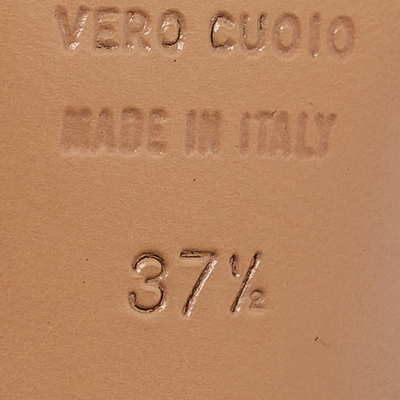 VERO CUOIO
MADE IN ITALY
37½